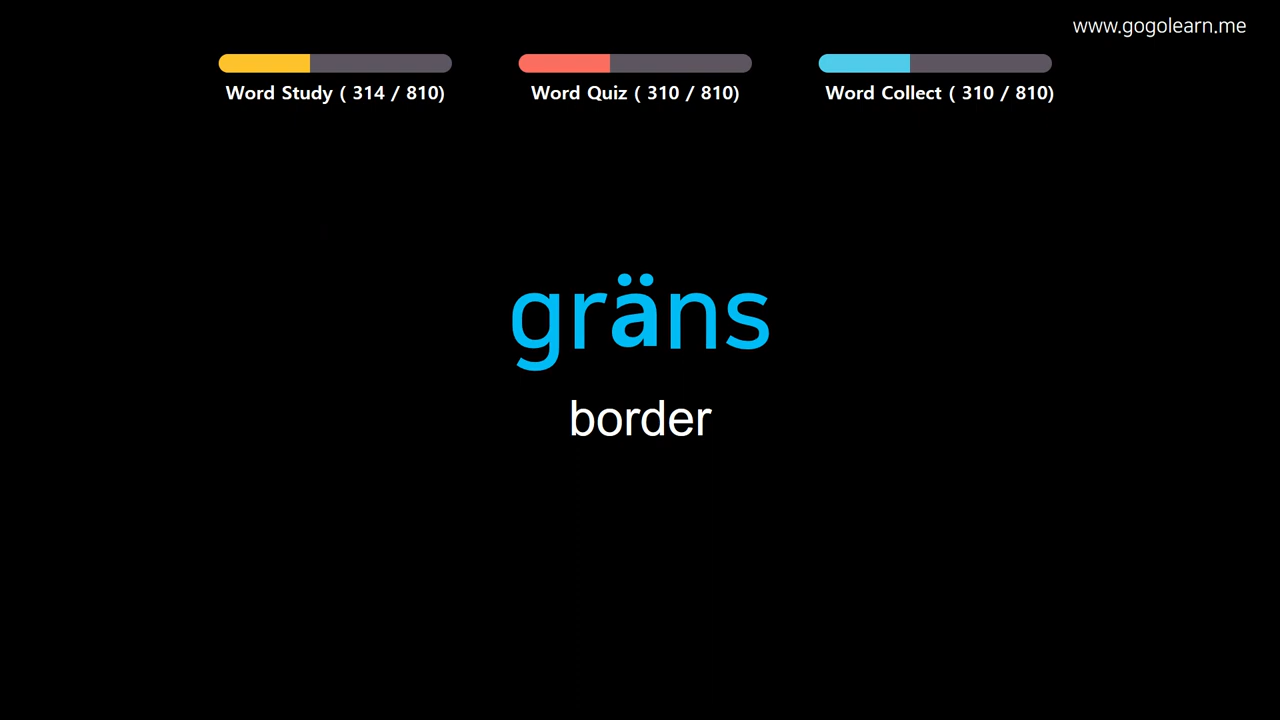 www.gogolearn.me
Word Study ( 314 / 810)
Word Quiz ( 310 / 810)
Word Collect ( 310 / 810)
gräns
border